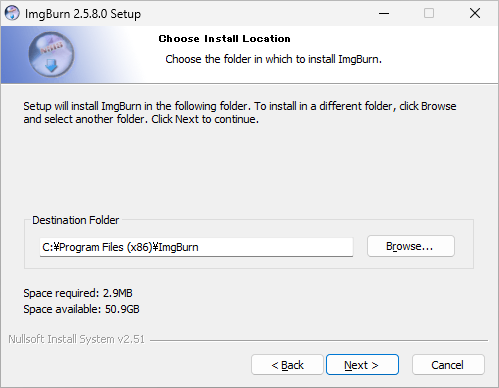 ImgBurn 2.5.8.0 Setup
Choose Install Location
Choose the folder in which to install ImgBurn.
Setup will install ImgBurn in the following folder. To install in a different folder, click Browse
and select another folder. Click Next to continue.
Destination Folder
C:¥Program Files (x86)¥ImgBurn
Browse...
Space required: 2.9MB
Space available: 50.9GB
Nullsoft Install System v2.51
< Back
Next >
Cancel